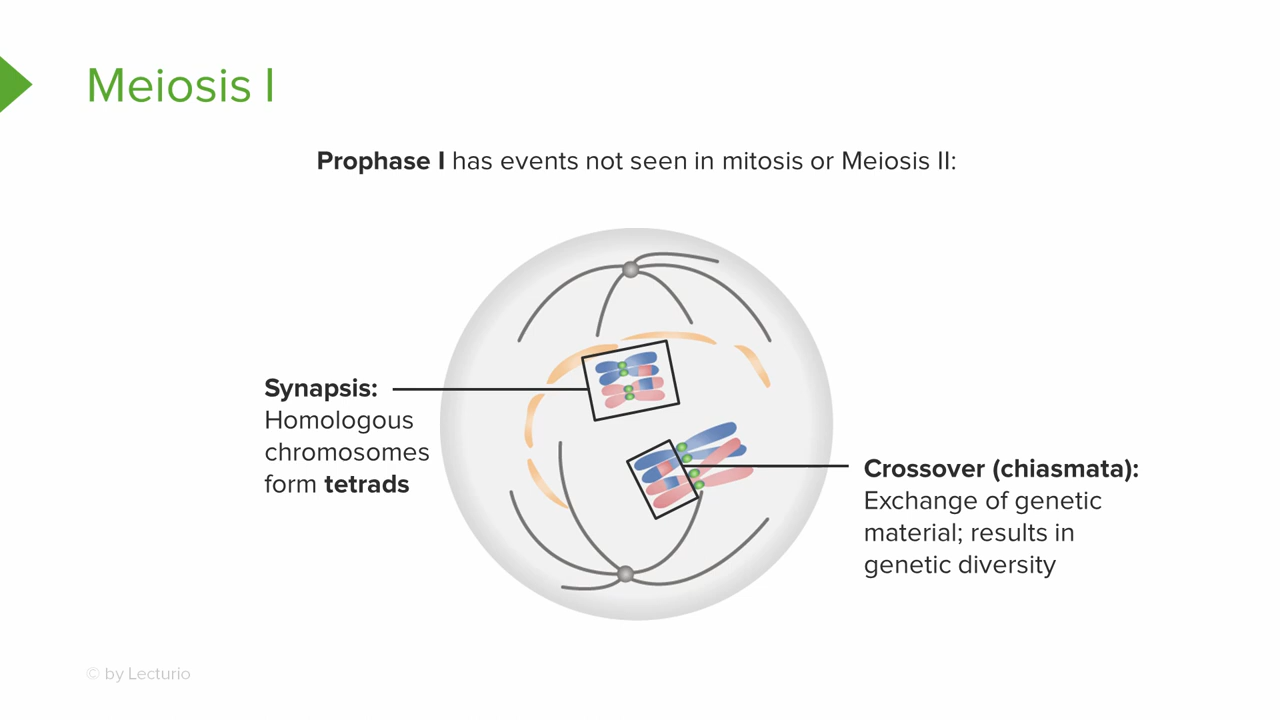 Meiosis I
Prophase I has events not seen in mitosis or Meiosis II:
Synapsis:
Homologous
chromosomes
form tetrads
Crossover (chiasmata):
Exchange of genetic
material; results in
genetic diversity
© by Lecturio